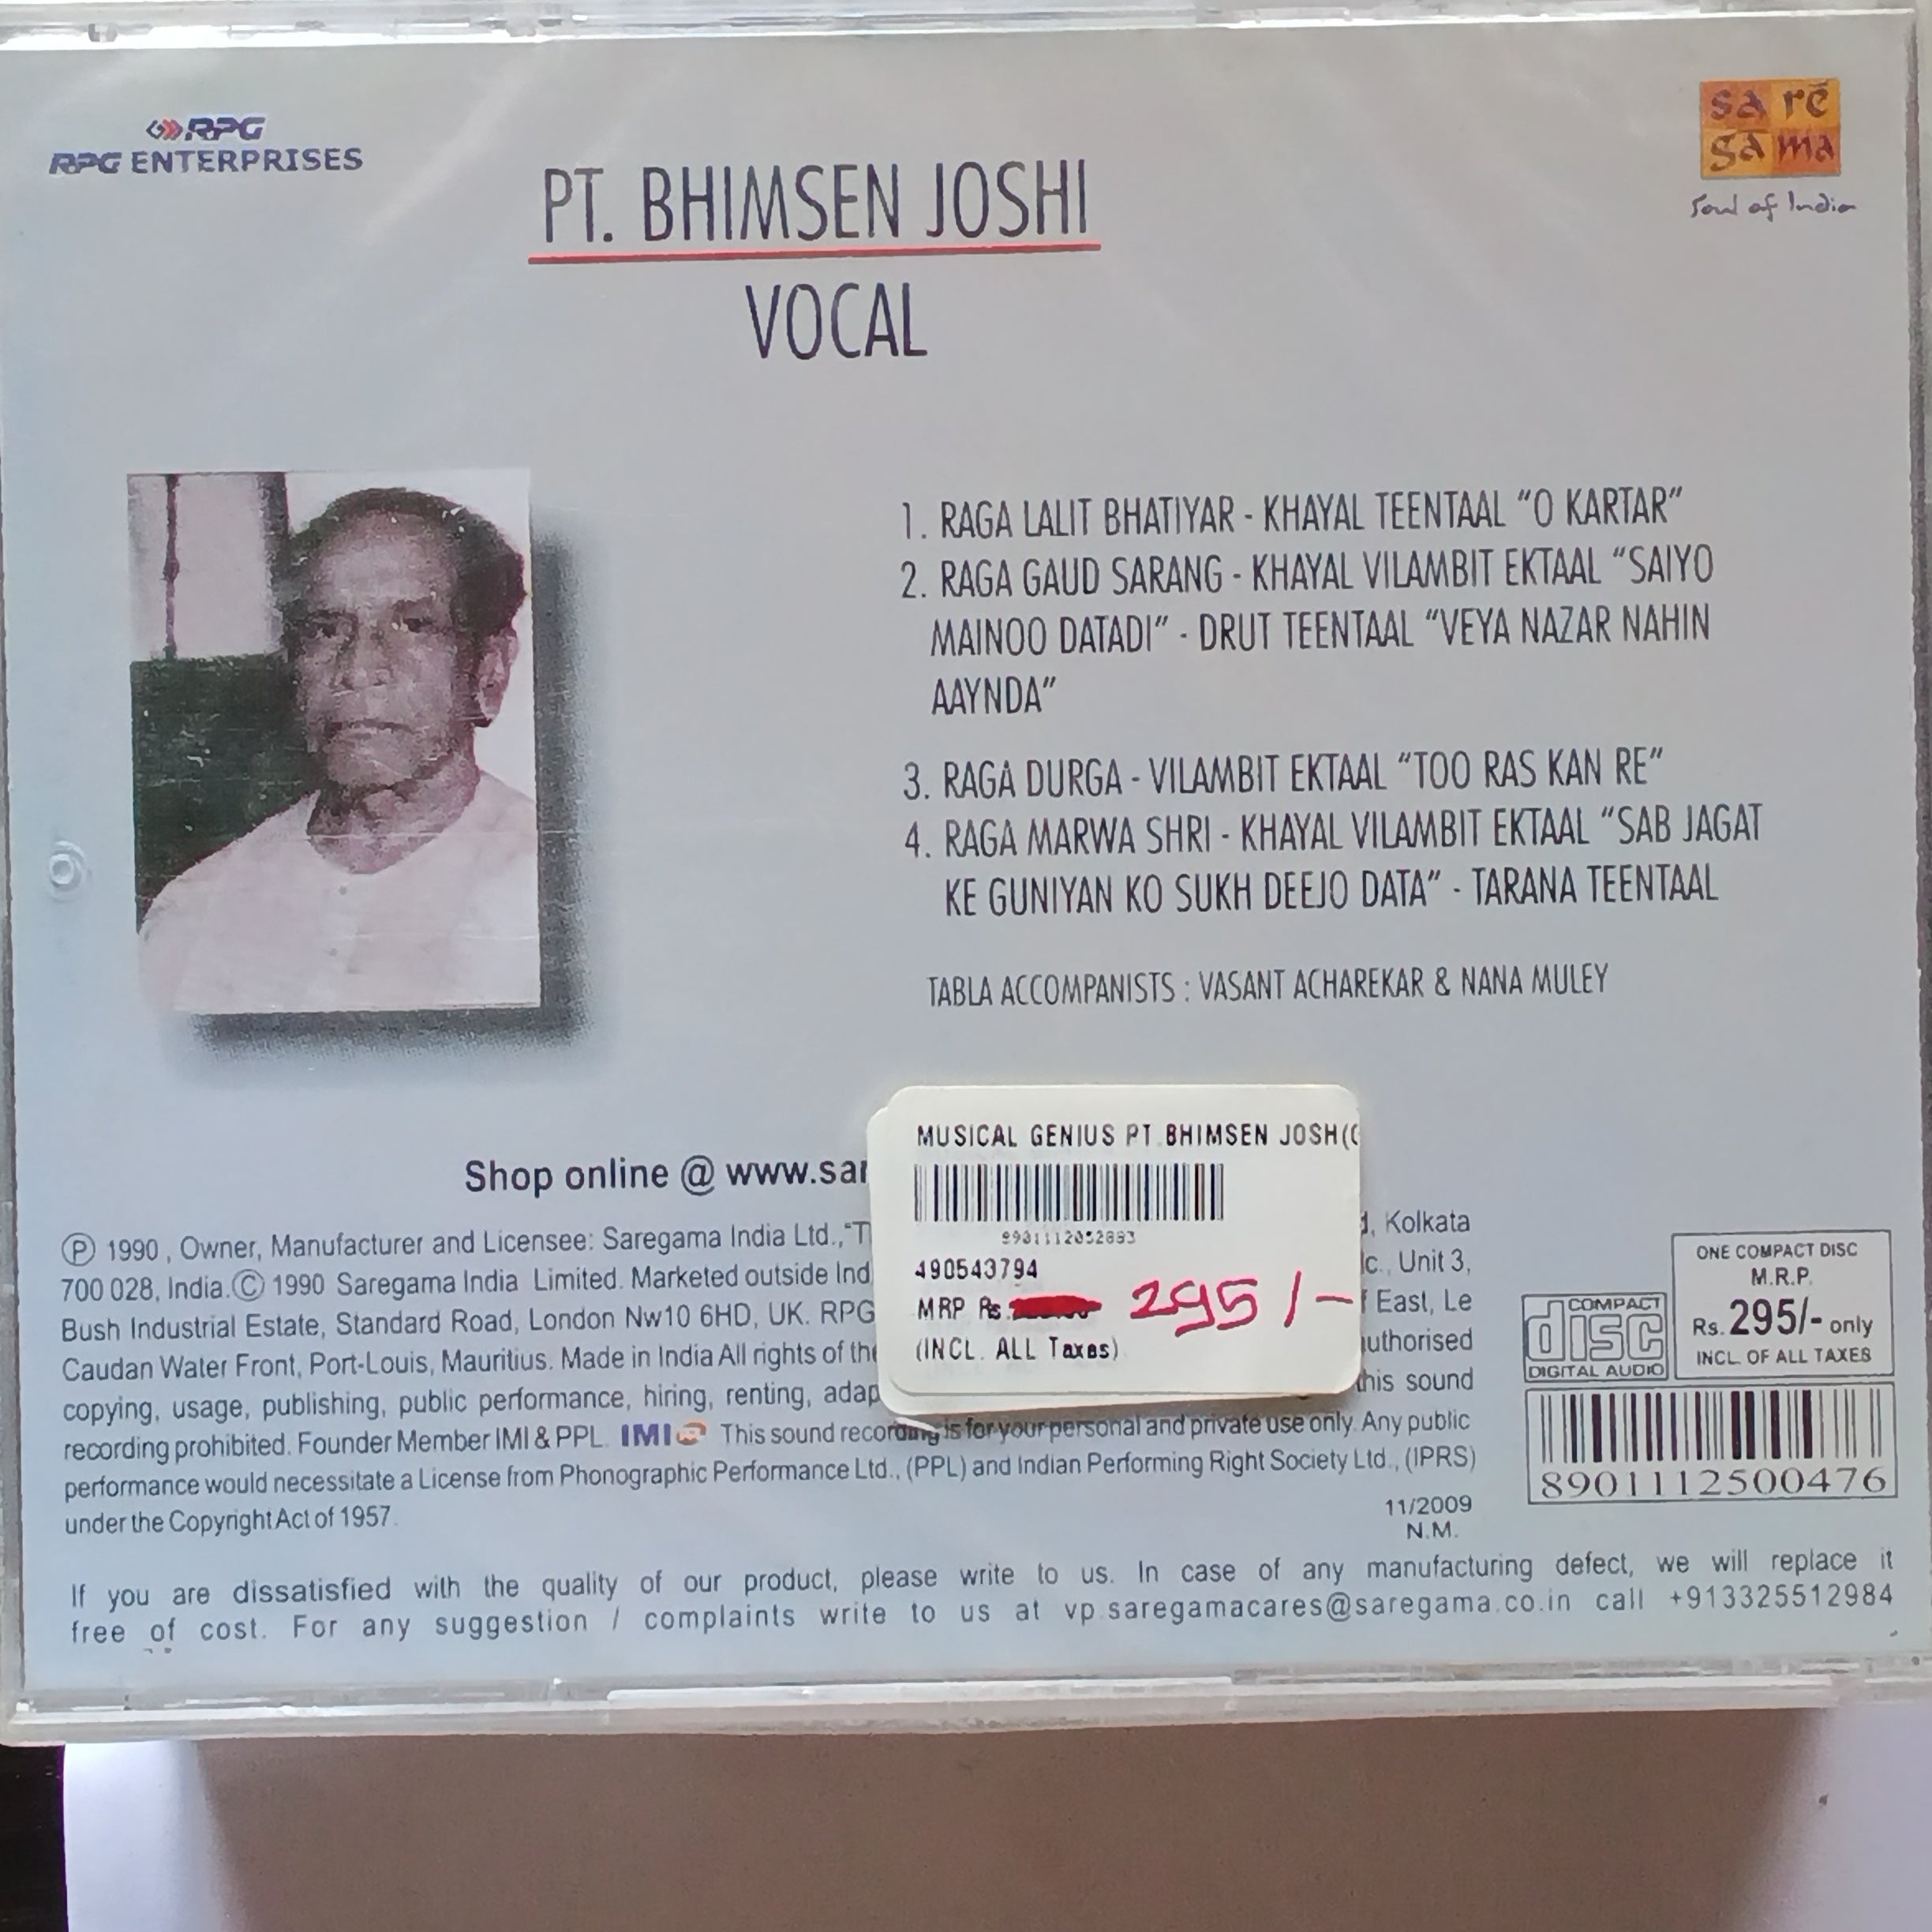 RPG
RPG ENTERPRISES
sa rē
ga ma
Soul of India
PT. BHIMSEN JOSHI
VOCAL
1. RAGA LALIT BHATIYAR - KHAYAL TEENTAAL “O KARTAR”
2. RAGA GAUD SARANG - KHAYAL VILAMBIT EKTAAL “SAIYO
MAINOO DATADI” - DRUT TEENTAAL “VEYA NAZAR NAHIN
AAYNDA”
3. RAGA DURGA - VILAMBIT EKTAAL “TOO RAS KAN RE”
4. RAGA MARWA SHRI - KHAYAL VILAMBIT EKTAAL “SAB JAGAT
KE GUNIYAN KO SUKH DEEJO DATA” - TARANA TEENTAAL
TABLA ACCOMPANISTS : VASANT ACHAREKAR & NANA MULEY
MUSICAL GENIUS PT.BHIMSEN JOSH(
490543794
MRP Rs. 295/-
(INCL. ALL Taxes)
Shop online @ www.sar
℗ 1990 , Owner, Manufacturer and Licensee: Saregama India Ltd.,“T , Kolkata
700 028, India.© 1990 Saregama India Limited. Marketed outside Ind c., Unit 3,
Bush Industrial Estate, Standard Road, London Nw10 6HD, UK. RPG East, Le
Caudan Water Front, Port-Louis, Mauritius. Made in India All rights of the uthorised
copying, usage, publishing, public performance, hiring, renting, adap this sound
recording prohibited. Founder Member IMI & PPL. IMI This sound recording is for your personal and private use only. Any public
performance would necessitate a License from Phonographic Performance Ltd., (PPL) and Indian Performing Right Society Ltd., (IPRS)
under the Copyright Act of 1957.
11/2009
N.M.
COMPACT
disc
DIGITAL AUDIO
ONE COMPACT DISC
M.R.P.
Rs. 295/- only
INCL. OF ALL TAXES
8901112500476
If you are dissatisfied with the quality of our product, please write to us. In case of any manufacturing defect, we will replace it
free of cost. For any suggestion / complaints write to us at vp.saregamacares@saregama.co.in call +913325512984